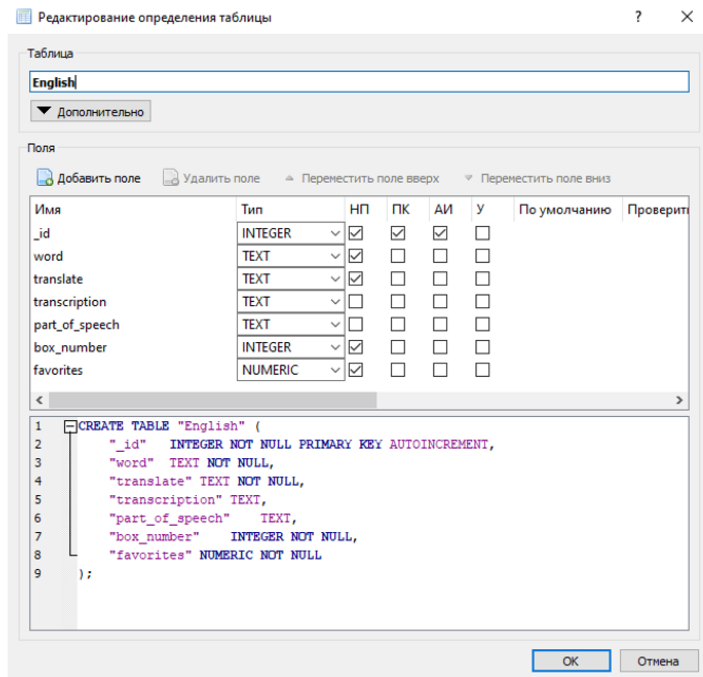 Редактирование определения таблицы ? ×
Таблица
English
Дополнительно
Поля
Добавить поле Удалить поле Переместить поле вверх Переместить поле вниз
Имя Тип НП ПК АИ У По умолчанию Проверить
_id INTEGER
word TEXT
translate TEXT
transcription TEXT
part_of_speech TEXT
box_number INTEGER
favorites NUMERIC
1 CREATE TABLE "English" (
2 "_id" INTEGER NOT NULL PRIMARY KEY AUTOINCREMENT,
3 "word" TEXT NOT NULL,
4 "translate" TEXT NOT NULL,
5 "transcription" TEXT,
6 "part_of_speech" TEXT,
7 "box_number" INTEGER NOT NULL,
8 "favorites" NUMERIC NOT NULL
9 );
OK Отмена